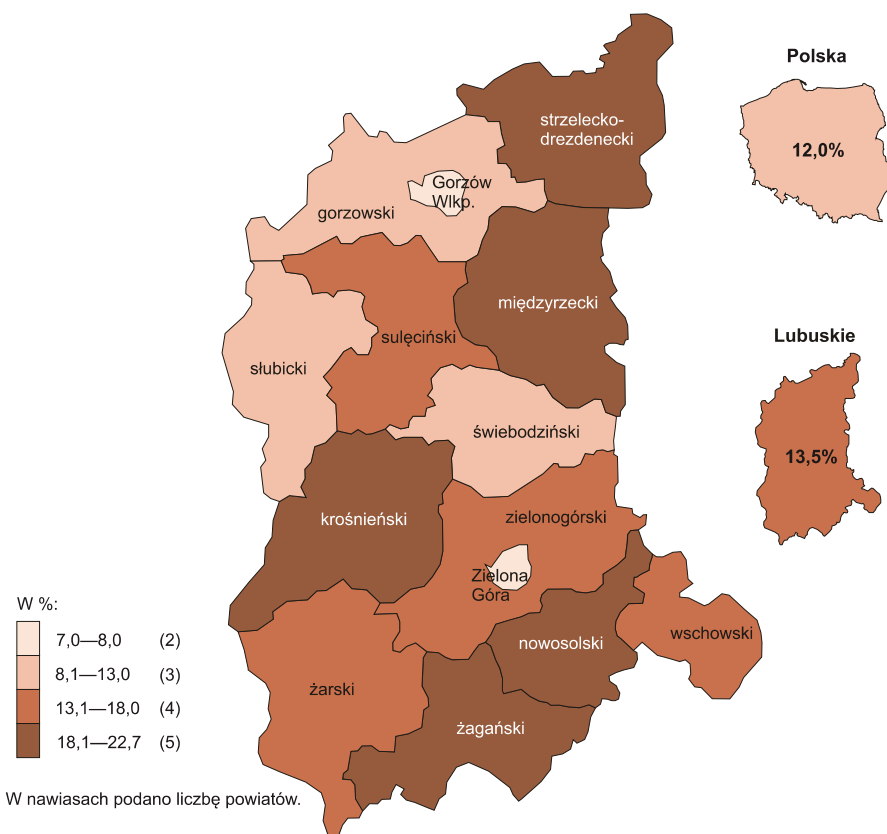 Polska
12,0%
strzelecko-
drezdenecki
Gorzów
Wlkp.
gorzowski
międzyrzecki
sulęciński
słubicki
Lubuskie
13,5%
świebodziński
krośnieński
zielonogórski
Zielona
Góra
nowosolski
wschowski
żarski
żagański
W %:
7,0—8,0 (2)
8,1—13,0 (3)
13,1—18,0 (4)
18,1—22,7 (5)
W nawiasach podano liczbę powiatów.